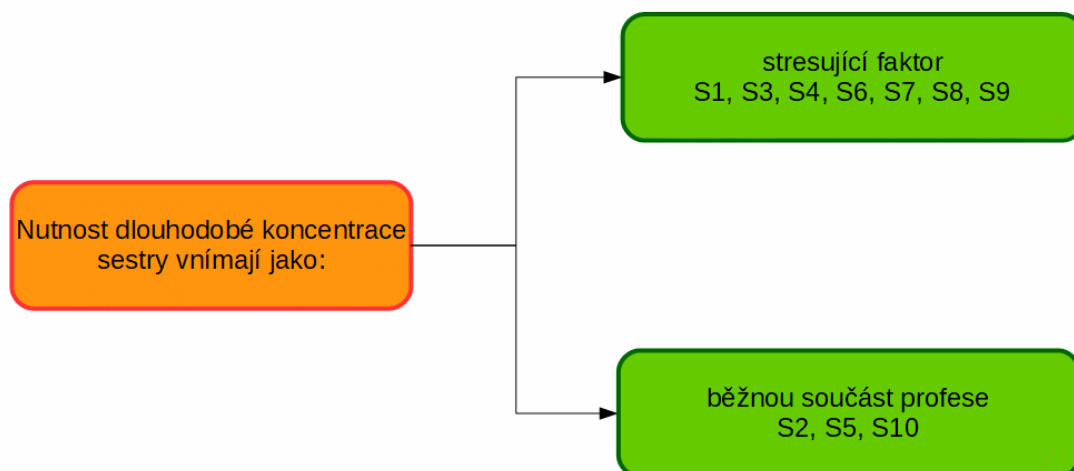 stresující faktor
S1, S3, S4, S6, S7, S8, S9
Nutnost dlouhodobé koncentrace
sestry vnímají jako:
běžnou součást profese
S2, S5, S10